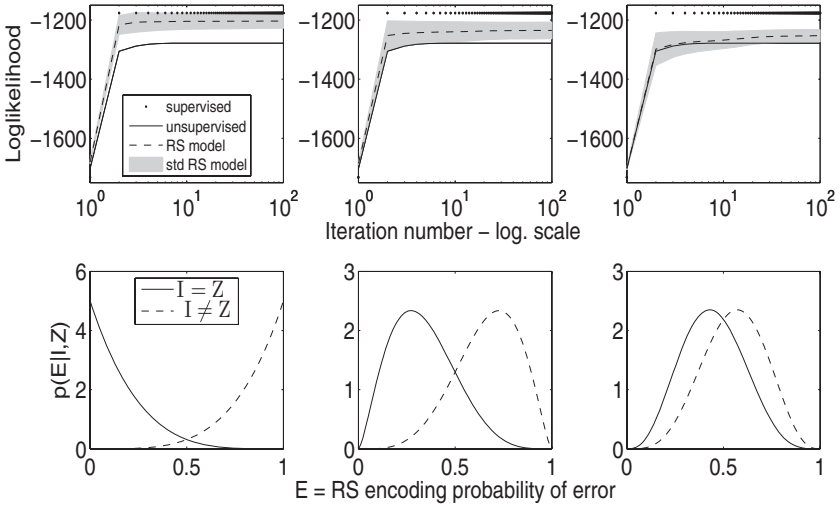 Loglikelihood
−1200
−1400
−1600
10^0 10^1 10^2
supervised
unsupervised
RS model
std RS model
−1200
−1400
−1600
10^0 10^1 10^2
−1200
−1400
−1600
10^0 10^1 10^2
Iteration number − log. scale
p(E|I,Z)
6
4
2
0
0 0.5 1
I = Z
I ≠ Z
3
2
1
0
0 0.5 1
3
2
1
0
0 0.5 1
E = RS encoding probability of error